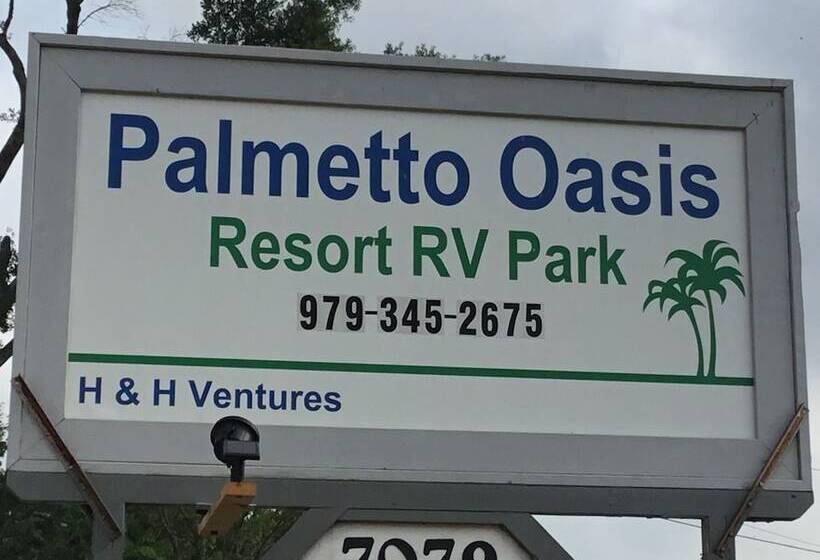 Palmetto Oasis
Resort RV Park
979-345-2675
H & H Ventures